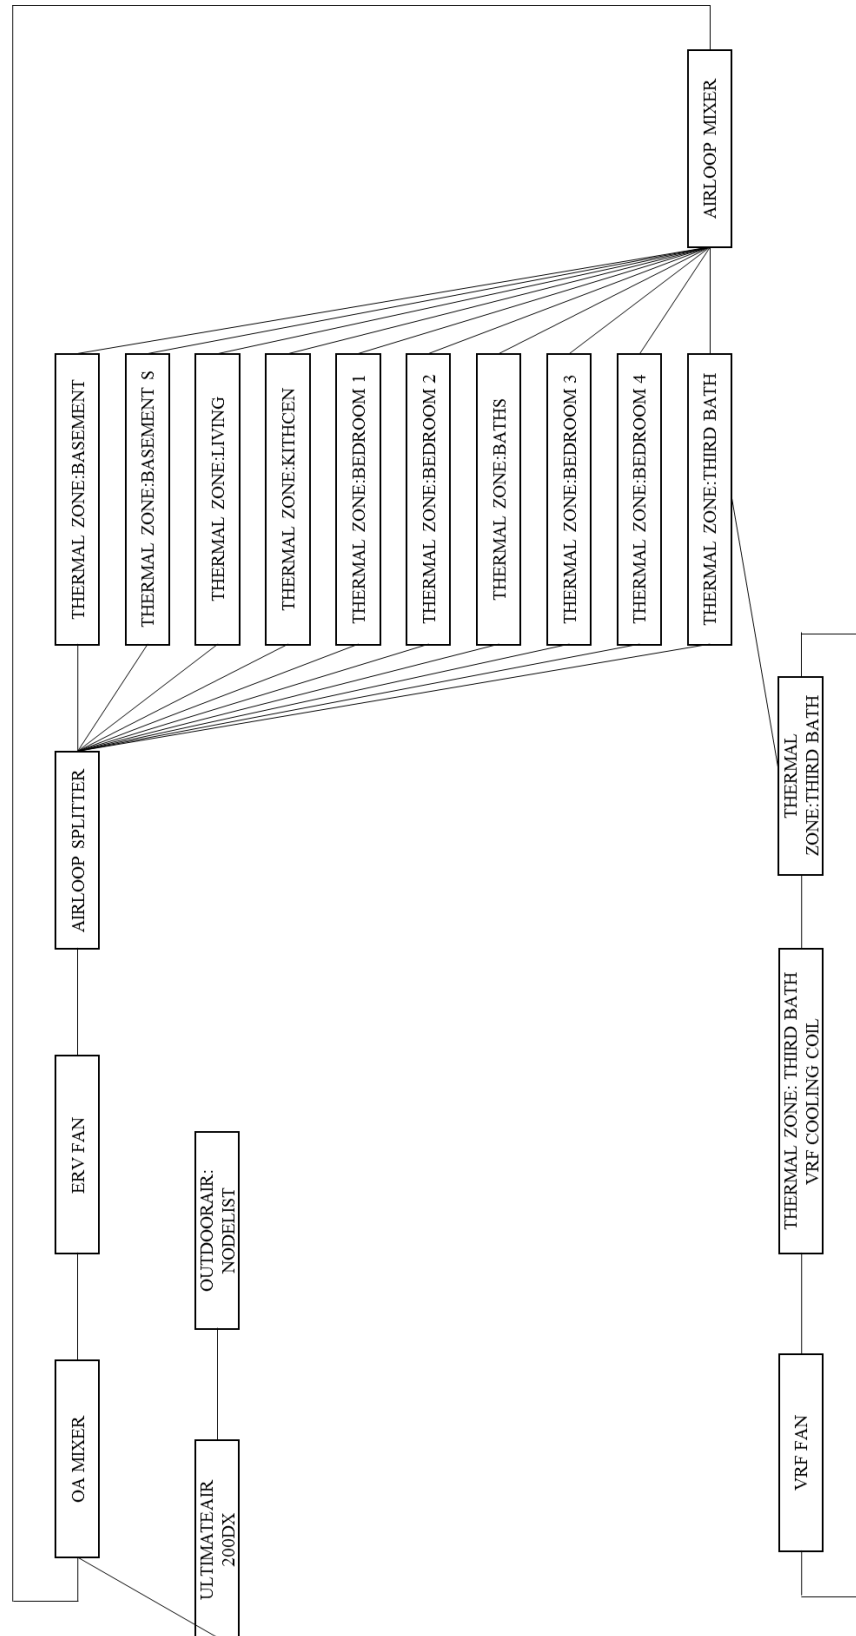 AIRLOOP MIXER
THERMAL ZONE:BASEMENT
THERMAL ZONE:BASEMENT S
THERMAL ZONE:LIVING
THERMAL ZONE:KITHCEN
THERMAL ZONE:BEDROOM 1
THERMAL ZONE:BEDROOM 2
THERMAL ZONE:BATHS
THERMAL ZONE:BEDROOM 3
THERMAL ZONE:BEDROOM 4
THERMAL ZONE:THIRD BATH
AIRLOOP SPLITTER
THERMAL
ZONE:THIRD BATH
ERV FAN
OUTDOORAIR:
NODELIST
THERMAL ZONE: THIRD BATH
VRF COOLING COIL
OA MIXER
ULTIMATEAIR
200DX
VRF FAN